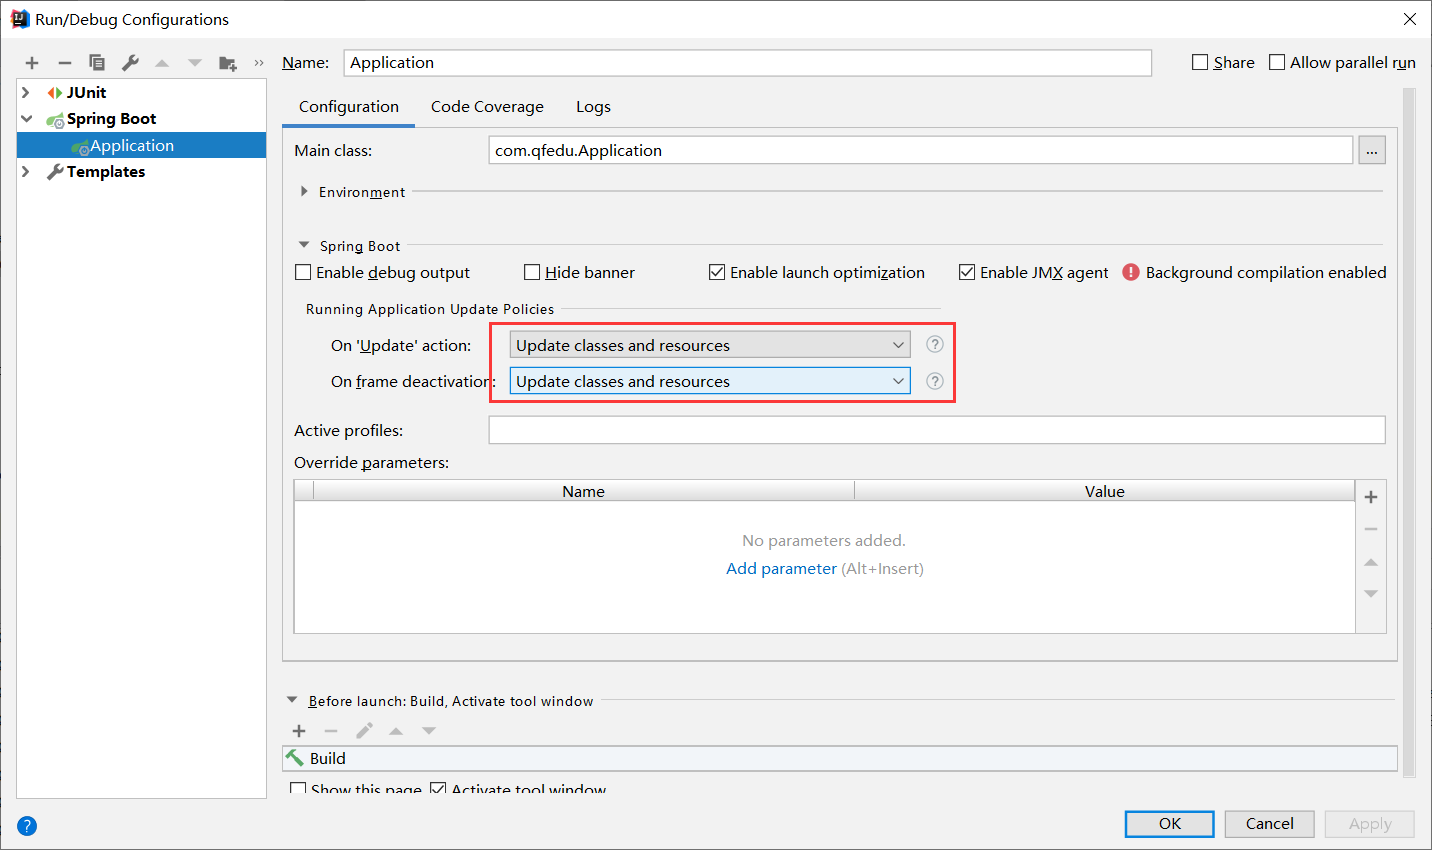 Run/Debug Configurations
Name: Application
Share
Allow parallel run
JUnit
Spring Boot
Application
Templates
Configuration Code Coverage Logs
Main class: com.qfedu.Application ...
Environment
Spring Boot
Enable debug output Hide banner Enable launch optimization Enable JMX agent Background compilation enabled
Running Application Update Policies
On 'Update' action: Update classes and resources ?
On frame deactivation: Update classes and resources ?
Active profiles:
Override parameters:
Name Value
No parameters added.
Add parameter (Alt+Insert)
Before launch: Build, Activate tool window
Build
Show this page Activate tool window
? OK Cancel Apply